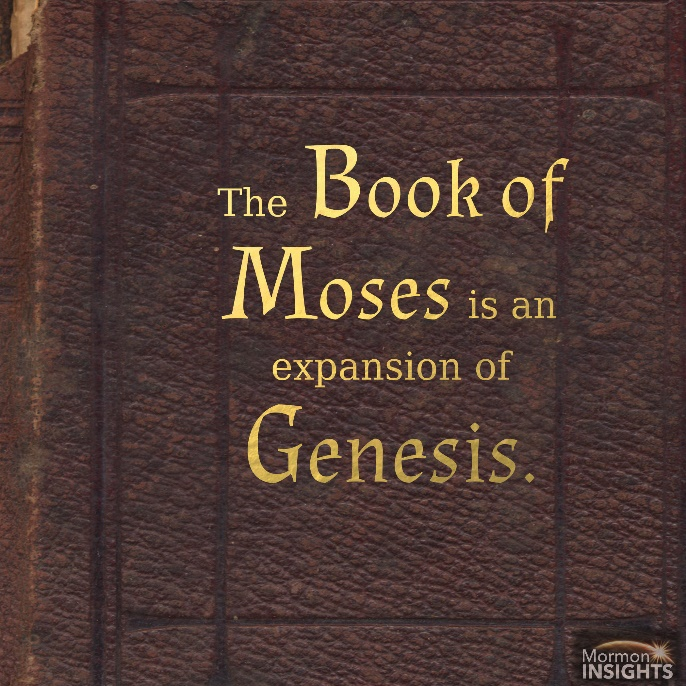 The Book of
Moses is an
expansion of
Genesis.
Mormon
INSIGHTS